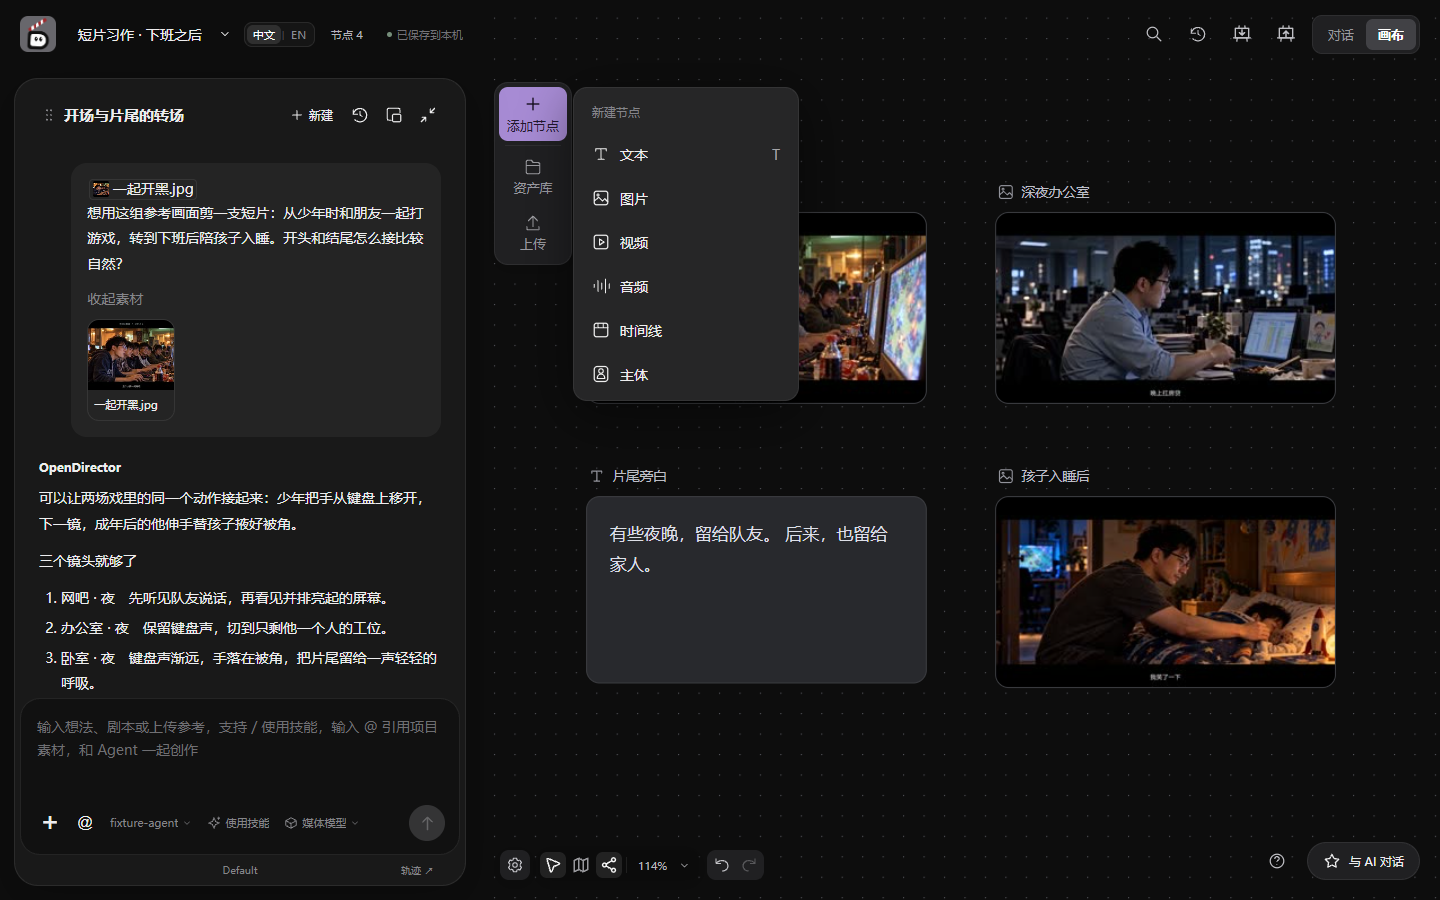 短片习作 · 下班之后
中文 | EN
节点 4
已保存到本机
对话
画布
开场与片尾的转场
新建
一起开黑.jpg
想用这组参考画面剪一支短片：从少年时和朋友一起打
游戏，转到下班后陪孩子入睡。开头和结尾怎么接比较
自然？
收起素材
一起开黑.jpg
OpenDirector
可以让两场戏里的同一个动作接起来：少年把手从键盘上移开，
下一镜，成年后的他伸手替孩子掖好被角。
三个镜头就够了
1. 网吧 · 夜　先听见队友说话，再看见并排亮起的屏幕。
2. 办公室 · 夜　保留键盘声，切到只剩他一个人的工位。
3. 卧室 · 夜　键盘声渐远，手落在被角，把片尾留给一声轻轻的
呼吸。
输入想法、剧本或上传参考，支持 / 使用技能，输入 @ 引用项目
素材，和 Agent 一起创作
@
fixture-agent
使用技能
媒体模型
Default
轨迹 ↗
添加节点
资产库
上传
新建节点
文本
T
图片
视频
音频
时间线
主体
深夜办公室
晚上红烧饼
片尾旁白
有些夜晚，留给队友。 后来，也留给
家人。
孩子入睡后
我笑了一下
114%
与 AI 对话